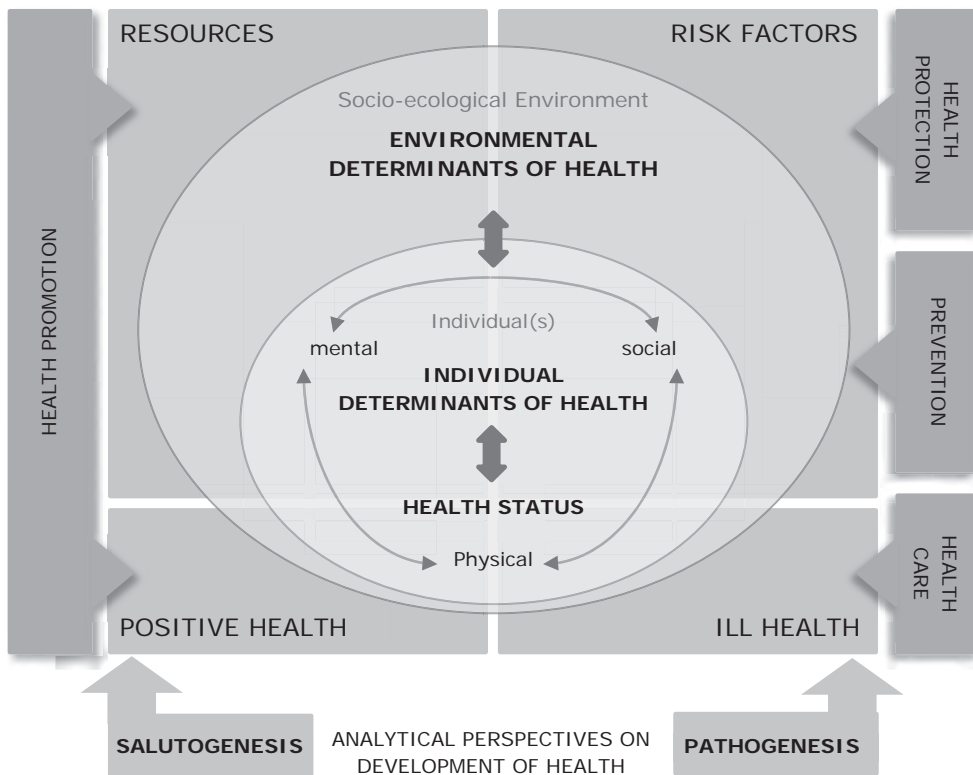 RESOURCES
RISK FACTORS
HEALTH PROMOTION
HEALTH
PROTECTION
PREVENTION
HEALTH
CARE
Socio-ecological Environment
ENVIRONMENTAL
DETERMINANTS OF HEALTH
Individual(s)
mental
social
INDIVIDUAL
DETERMINANTS OF HEALTH
HEALTH STATUS
Physical
POSITIVE HEALTH
ILL HEALTH
SALUTOGENESIS
ANALYTICAL PERSPECTIVES ON
DEVELOPMENT OF HEALTH
PATHOGENESIS